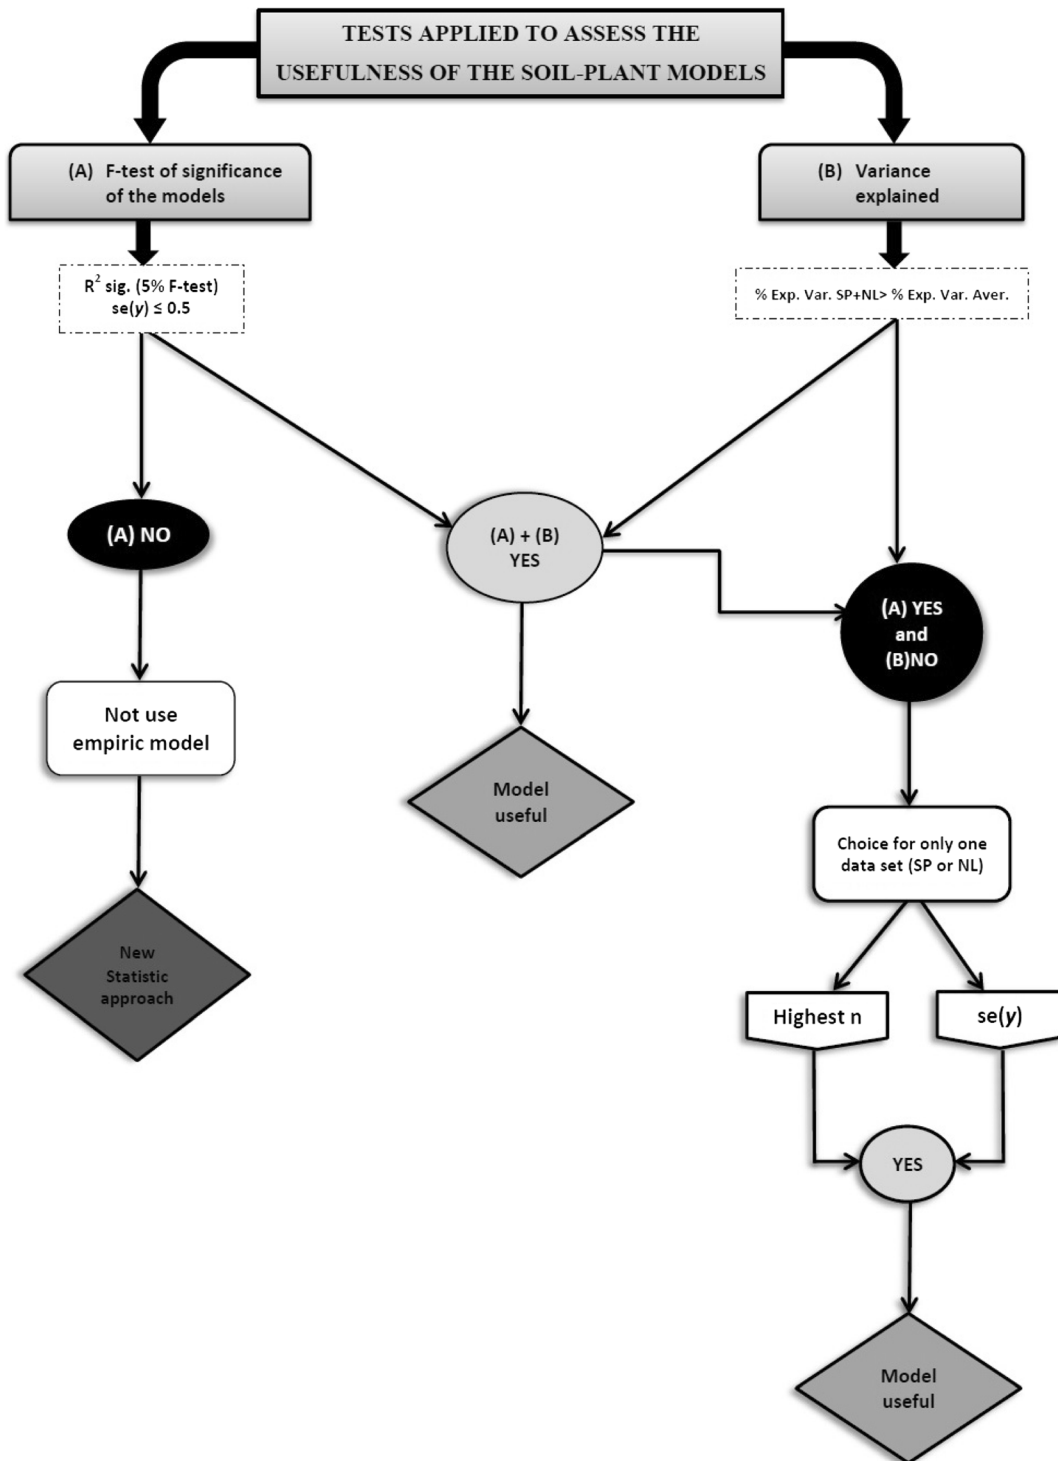 TESTS APPLIED TO ASSESS THE
USEFULNESS OF THE SOIL-PLANT MODELS
(A) F-test of significance
of the models
(B) Variance
explained
R² sig. (5% F-test)
se(y) ≤ 0.5
% Exp. Var. SP+NL> % Exp. Var. Aver.
(A) NO
(A) + (B)
YES
(A) YES
and
(B)NO
Not use
empiric model
Model
useful
Choice for only one
data set (SP or NL)
New
Statistic
approach
Highest n
se(y)
YES
Model
useful